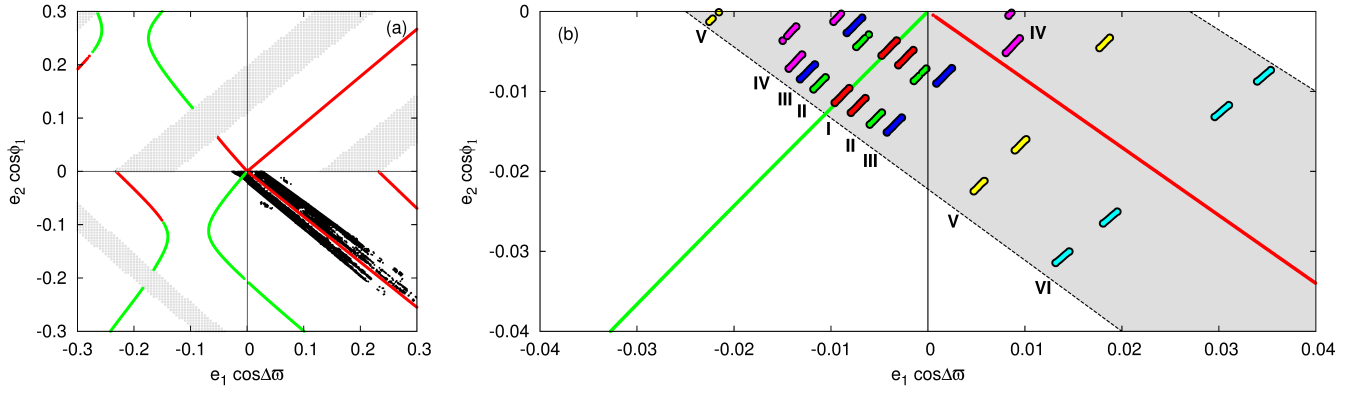 (a)
0.3
0.2
0.1
0
-0.1
-0.2
-0.3
e₂ cosϕ₁
-0.3 -0.2 -0.1 0 0.1 0.2 0.3
e₁ cosΔϖ
(b)
0
-0.01
-0.02
-0.03
-0.04
e₂ cosϕ₁
V
IV
IV
III
II
I
II
III
V
VI
-0.04 -0.03 -0.02 -0.01 0 0.01 0.02 0.03 0.04
e₁ cosΔϖ